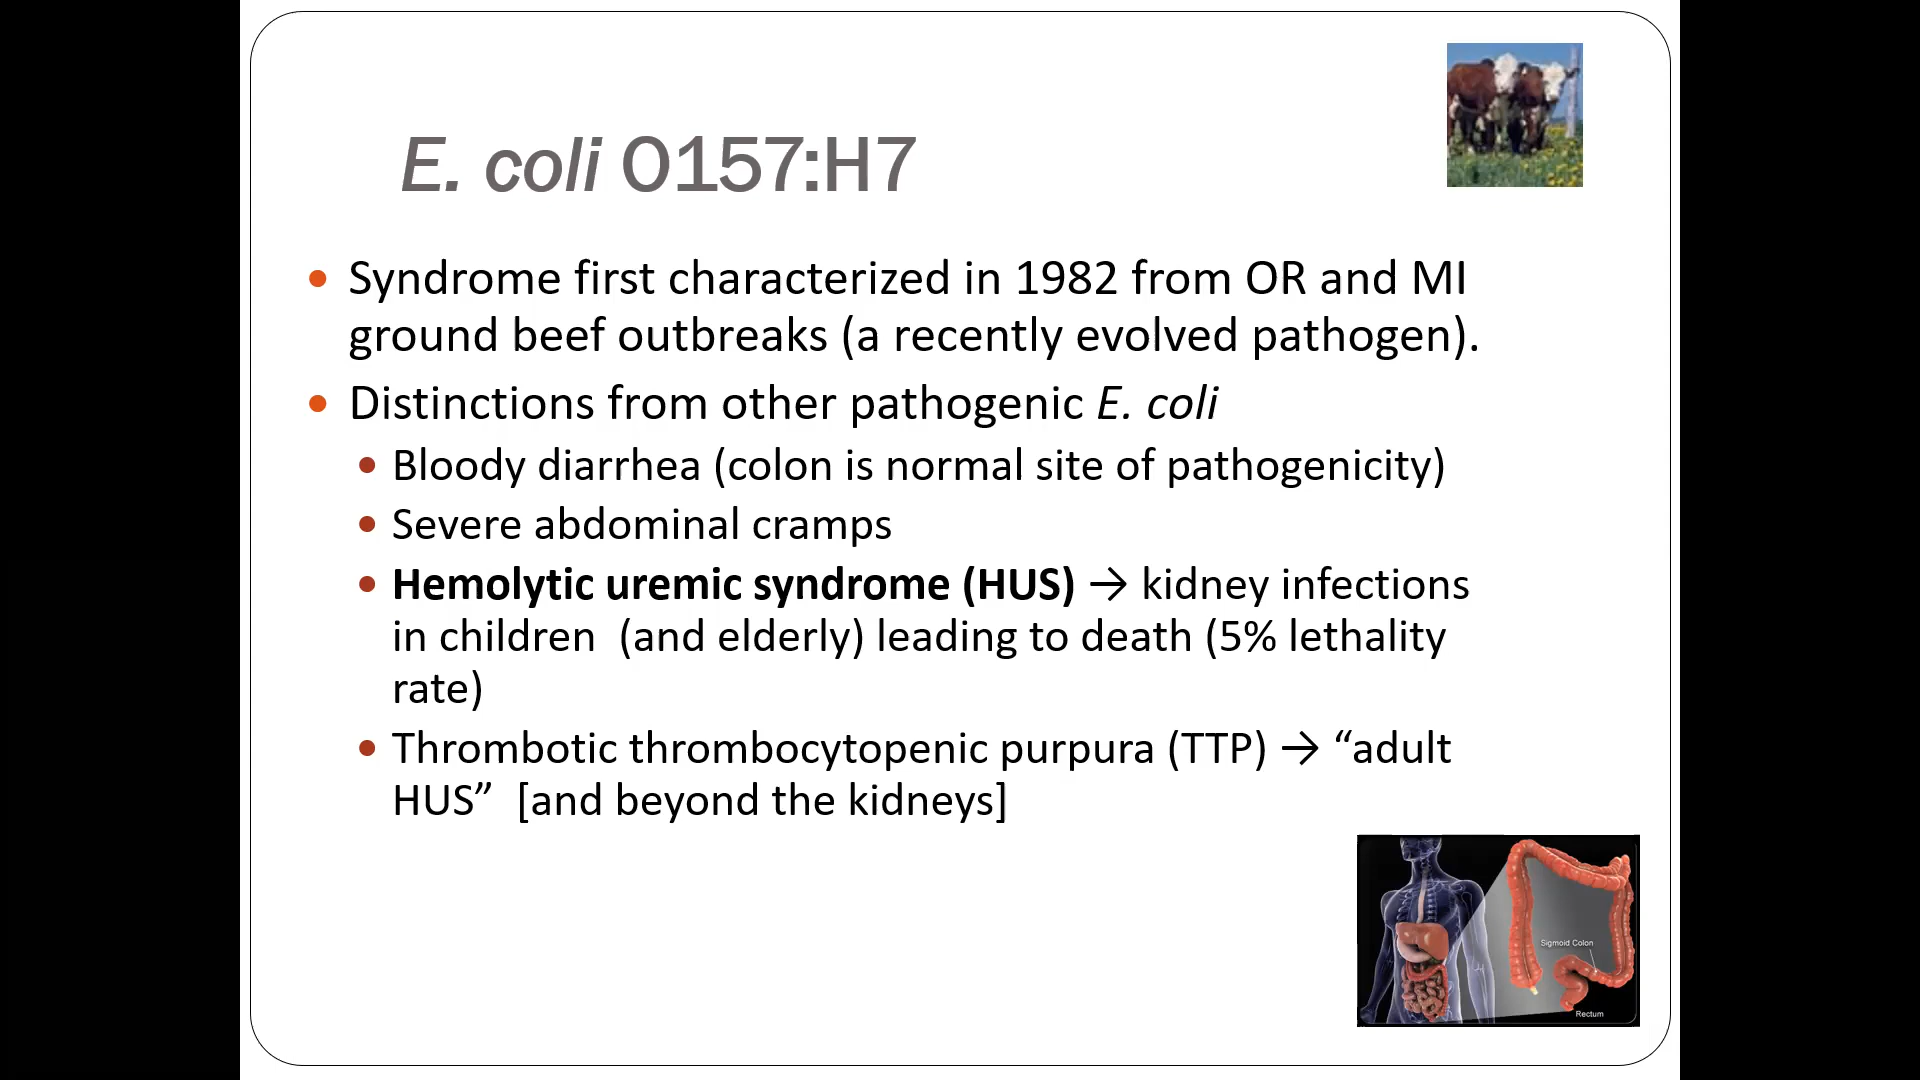 E. coli O157:H7
Syndrome first characterized in 1982 from OR and MI
ground beef outbreaks (a recently evolved pathogen).
Distinctions from other pathogenic E. coli
Bloody diarrhea (colon is normal site of pathogenicity)
Severe abdominal cramps
Hemolytic uremic syndrome (HUS) → kidney infections
in children (and elderly) leading to death (5% lethality
rate)
Thrombotic thrombocytopenic purpura (TTP) → “adult
HUS” [and beyond the kidneys]
Sigmoid Colon
Rectum